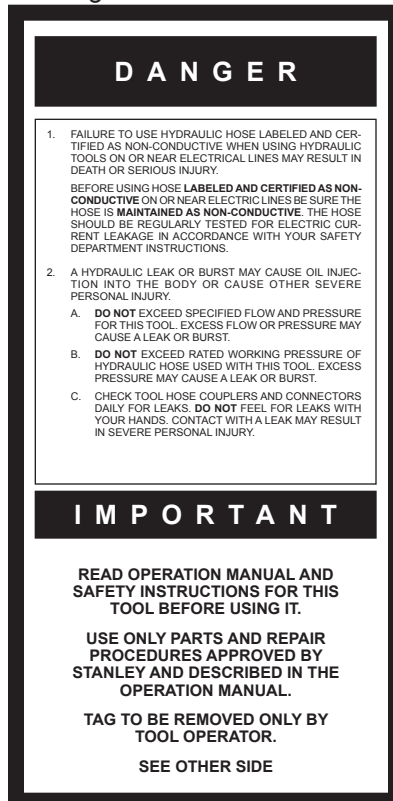 DANGER
1. FAILURE TO USE HYDRAULIC HOSE LABELED AND CER-
TIFIED AS NON-CONDUCTIVE WHEN USING HYDRAULIC
TOOLS ON OR NEAR ELECTRICAL LINES MAY RESULT IN
DEATH OR SERIOUS INJURY.
BEFORE USING HOSE LABELED AND CERTIFIED AS NON-
CONDUCTIVE ON OR NEAR ELECTRIC LINES BE SURE THE
HOSE IS MAINTAINED AS NON-CONDUCTIVE. THE HOSE
SHOULD BE REGULARLY TESTED FOR ELECTRIC CUR-
RENT LEAKAGE IN ACCORDANCE WITH YOUR SAFETY
DEPARTMENT INSTRUCTIONS.
2. A HYDRAULIC LEAK OR BURST MAY CAUSE OIL INJEC-
TION INTO THE BODY OR CAUSE OTHER SEVERE
PERSONAL INJURY.
A. DO NOT EXCEED SPECIFIED FLOW AND PRESSURE
FOR THIS TOOL. EXCESS FLOW OR PRESSURE MAY
CAUSE A LEAK OR BURST.
B. DO NOT EXCEED RATED WORKING PRESSURE OF
HYDRAULIC HOSE USED WITH THIS TOOL. EXCESS
PRESSURE MAY CAUSE A LEAK OR BURST.
C. CHECK TOOL HOSE COUPLERS AND CONNECTORS
DAILY FOR LEAKS. DO NOT FEEL FOR LEAKS WITH
YOUR HANDS. CONTACT WITH A LEAK MAY RESULT
IN SEVERE PERSONAL INJURY.
IMPORTANT
READ OPERATION MANUAL AND
SAFETY INSTRUCTIONS FOR THIS
TOOL BEFORE USING IT.
USE ONLY PARTS AND REPAIR
PROCEDURES APPROVED BY
STANLEY AND DESCRIBED IN THE
OPERATION MANUAL.
TAG TO BE REMOVED ONLY BY
TOOL OPERATOR.
SEE OTHER SIDE